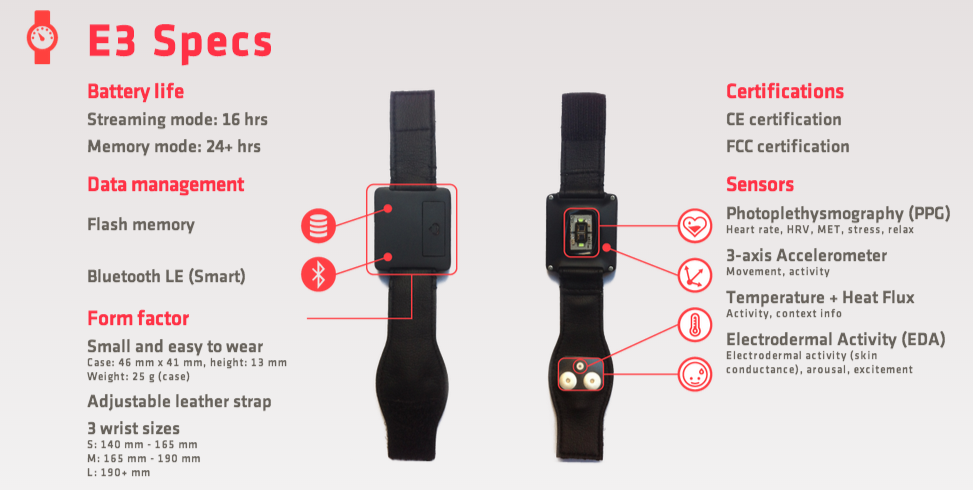 E3 Specs
Battery life
Streaming mode: 16 hrs
Memory mode: 24+ hrs
Data management
Flash memory
Bluetooth LE (Smart)
Form factor
Small and easy to wear
Case: 46 mm x 41 mm, height: 13 mm
Weight: 25 g (case)
Adjustable leather strap
3 wrist sizes
S: 140 mm - 165 mm
M: 165 mm - 190 mm
L: 190+ mm
Certifications
CE certification
FCC certification
Sensors
Photoplethysmography (PPG)
Heart rate, HRV, MET, stress, relax
3-axis Accelerometer
Movement, activity
Temperature + Heat Flux
Activity, context info
Electrodermal Activity (EDA)
Electrodermal activity (skin
conductance), arousal, excitement